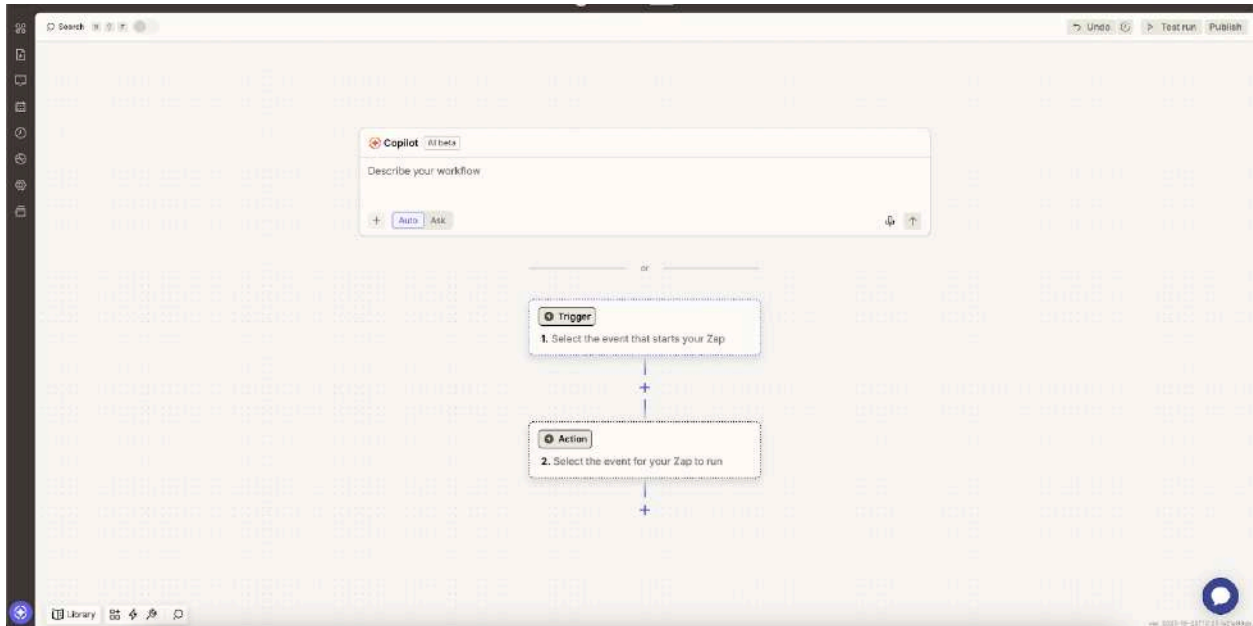 Search
Undo
Test run
Publish
Copilot
AI beta
Describe your workflow
Auto
Ask
or
Trigger
1. Select the event that starts your Zap
Action
2. Select the event for your Zap to run
Library